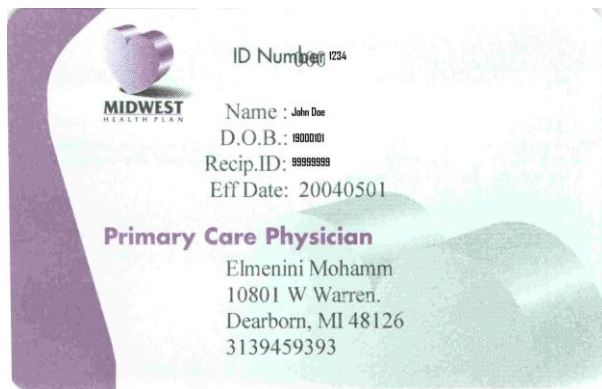 MIDWEST
HEALTH PLAN
ID Number 1234
Name : John Doe
D.O.B.: 19000101
Recip.ID: 99999999
Eff Date: 20040501
Primary Care Physician
Elmenini Mohamm
10801 W Warren.
Dearborn, MI 48126
3139459393